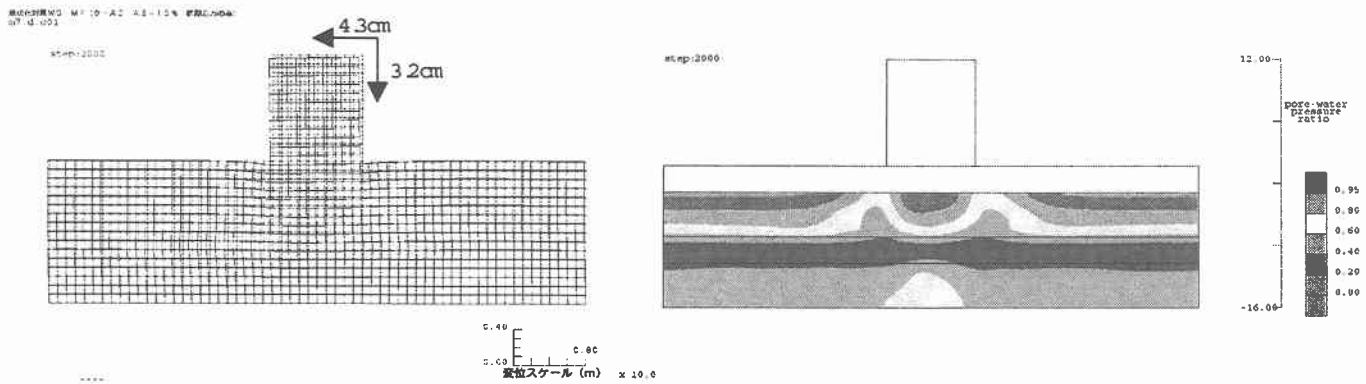 4.3cm
3.2cm
step:2000
step:2000
12.00
pore-water
pressure
ratio
0.95
0.80
0.60
0.40
0.20
0.00
-16.00
0.40
0.00
0.80
変位スケール (m) x 10.0